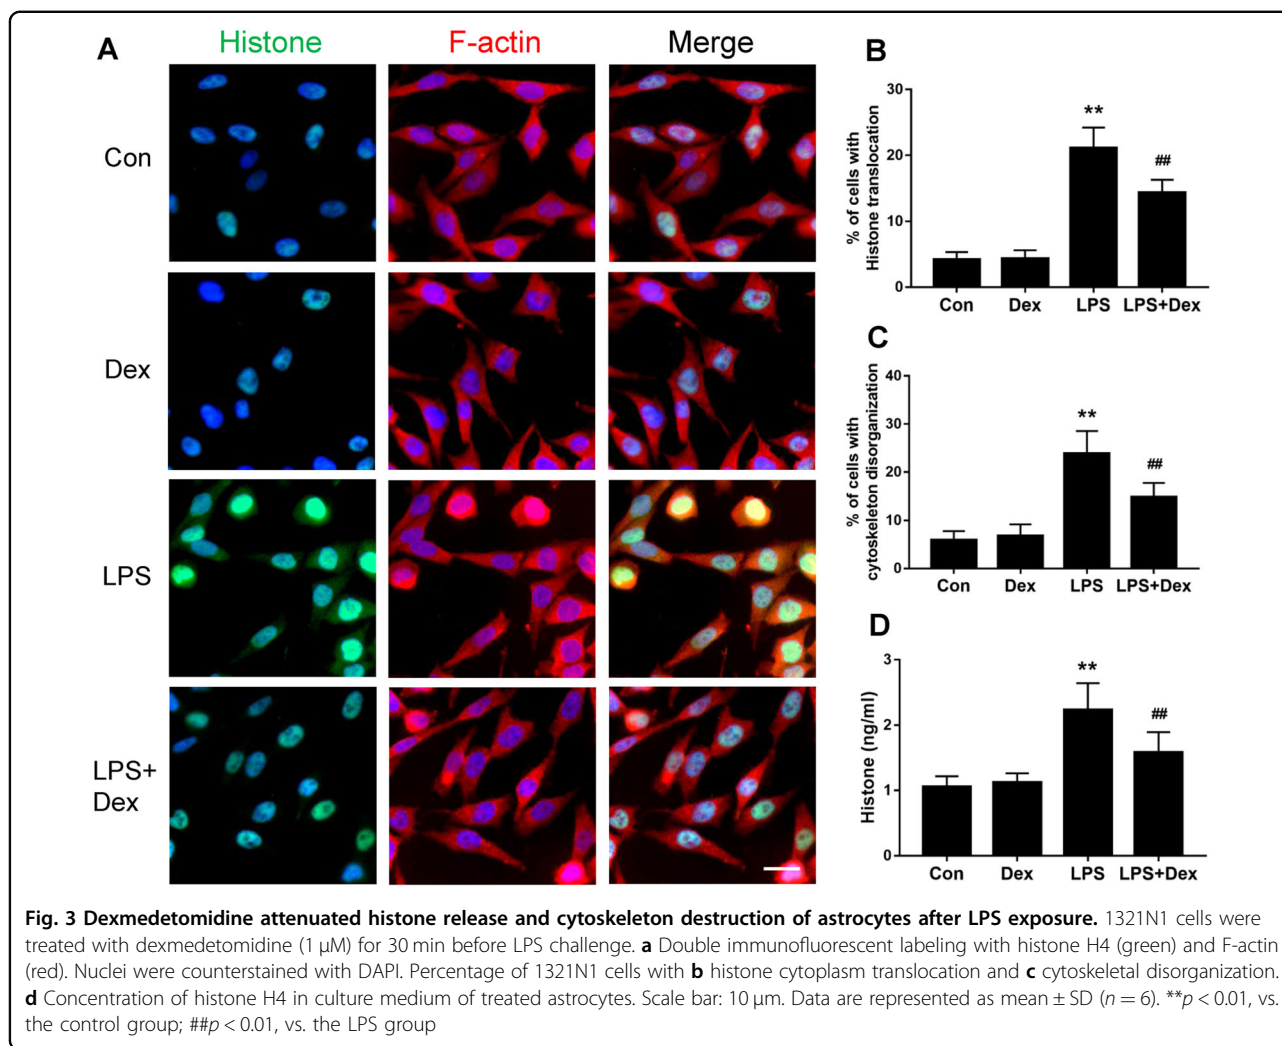 A
Histone F-actin Merge
Con
Dex
LPS
LPS+
Dex
B
% of cells with
Histone translocation
30
20
10
0
**
##
Con Dex LPS LPS+Dex
C
% of cells with
cytoskeleton disorganization
40
30
20
10
0
**
##
Con Dex LPS LPS+Dex
D
Histone (ng/ml)
3
2
1
0
**
##
Con Dex LPS LPS+Dex
Fig. 3 Dexmedetomidine attenuated histone release and cytoskeleton destruction of astrocytes after LPS exposure. 1321N1 cells were
treated with dexmedetomidine (1 µM) for 30 min before LPS challenge. a Double immunofluorescent labeling with histone H4 (green) and F-actin
(red). Nuclei were counterstained with DAPI. Percentage of 1321N1 cells with b histone cytoplasm translocation and c cytoskeletal disorganization.
d Concentration of histone H4 in culture medium of treated astrocytes. Scale bar: 10 µm. Data are represented as mean ± SD (n = 6). **p < 0.01, vs.
the control group; ##p < 0.01, vs. the LPS group